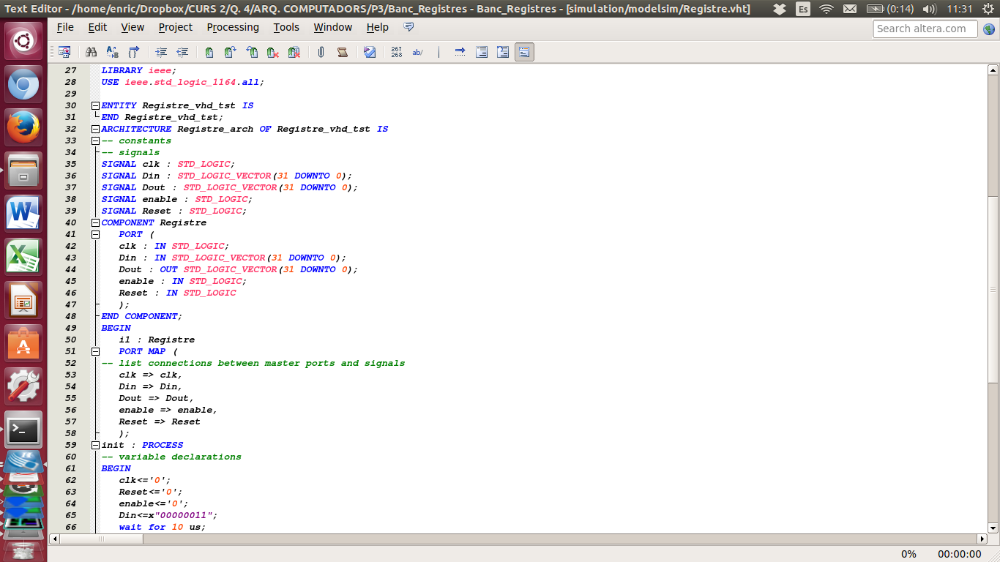 Text Editor - /home/enric/Dropbox/CURS 2/Q. 4/ARQ. COMPUTADORS/P3/Banc_Registres - Banc_Registres - [simulation/modelsim/Registre.vht]
Es (0:14) 11:31
File Edit View Project Processing Tools Window Help
Search altera.com
267
268
ab/
27 LIBRARY ieee;
28 USE ieee.std_logic_1164.all;
29
30 ENTITY Registre_vhd_tst IS
31 END Registre_vhd_tst;
32 ARCHITECTURE Registre_arch OF Registre_vhd_tst IS
33 -- constants
34 -- signals
35 SIGNAL clk : STD_LOGIC;
36 SIGNAL Din : STD_LOGIC_VECTOR(31 DOWNTO 0);
37 SIGNAL Dout : STD_LOGIC_VECTOR(31 DOWNTO 0);
38 SIGNAL enable : STD_LOGIC;
39 SIGNAL Reset : STD_LOGIC;
40 COMPONENT Registre
41 PORT (
42 clk : IN STD_LOGIC;
43 Din : IN STD_LOGIC_VECTOR(31 DOWNTO 0);
44 Dout : OUT STD_LOGIC_VECTOR(31 DOWNTO 0);
45 enable : IN STD_LOGIC;
46 Reset : IN STD_LOGIC
47 );
48 END COMPONENT;
49 BEGIN
50 i1 : Registre
51 PORT MAP (
52 -- list connections between master ports and signals
53 clk => clk,
54 Din => Din,
55 Dout => Dout,
56 enable => enable,
57 Reset => Reset
58 );
59 init : PROCESS
60 -- variable declarations
61 BEGIN
62 clk<='0';
63 Reset<='0';
64 enable<='0';
65 Din<=x"00000011";
66 wait for 10 us;
0% 00:00:00